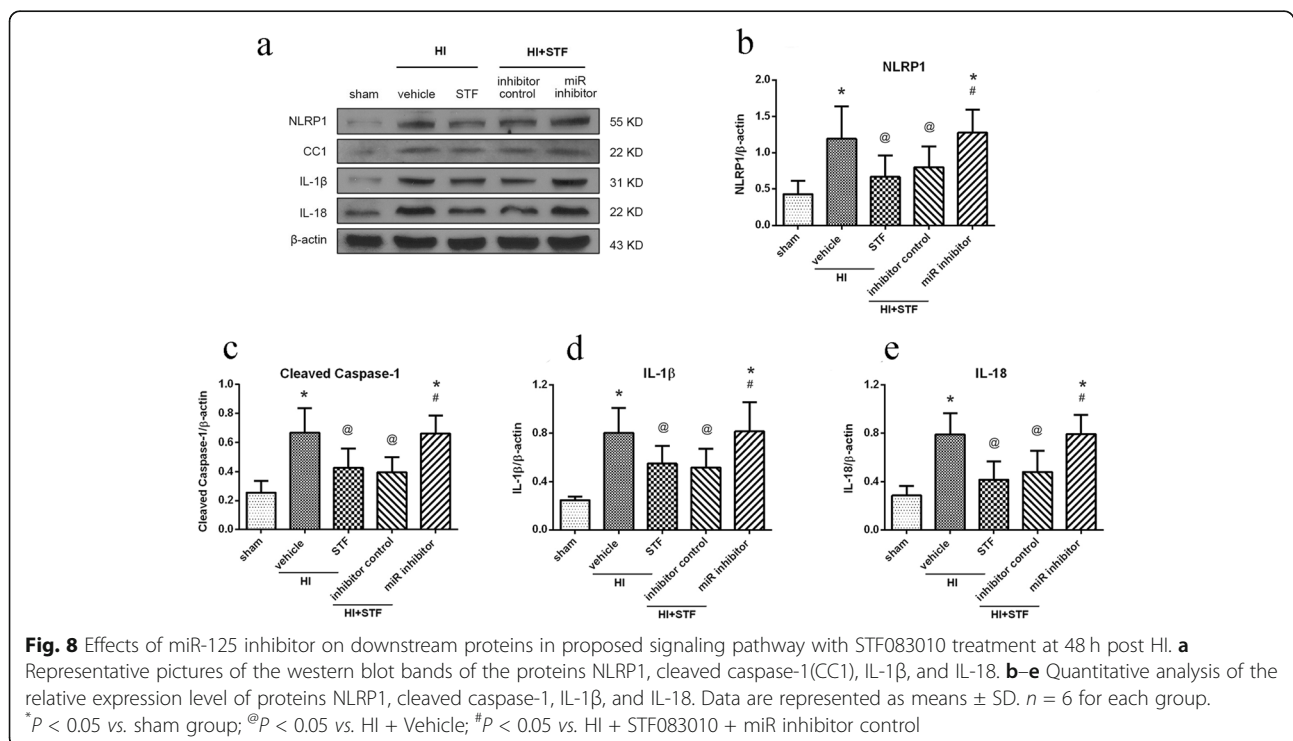 a
HI
HI+STF
sham
vehicle
STF
inhibitor control
miR inhibitor
NLRP1
55 KD
CC1
22 KD
IL-1β
31 KD
IL-18
22 KD
β-actin
43 KD
b
NLRP1
NLRP1/β-actin
2.0
1.5
1.0
0.5
0.0
*
@
@
*
#
sham
vehicle
STF
inhibitor control
miR inhibitor
HI
HI+STF
c
Cleaved Caspase-1
Cleaved Caspase-1/β-actin
1.0
0.8
0.6
0.4
0.2
0.0
*
@
@
*
#
sham
vehicle
STF
inhibitor control
miR inhibitor
HI
HI+STF
d
IL-1β
IL-1β/β-actin
1.2
0.8
0.4
0.0
*
@
@
*
#
sham
vehicle
STF
inhibitor control
miR inhibitor
HI
HI+STF
e
IL-18
IL-18/β-actin
1.2
0.8
0.4
0.0
*
@
@
*
#
sham
vehicle
STF
inhibitor control
miR inhibitor
HI
HI+STF
Fig. 8 Effects of miR-125 inhibitor on downstream proteins in proposed signaling pathway with STF083010 treatment at 48 h post HI. a
Representative pictures of the western blot bands of the proteins NLRP1, cleaved caspase-1(CC1), IL-1β, and IL-18. b–e Quantitative analysis of the
relative expression level of proteins NLRP1, cleaved caspase-1, IL-1β, and IL-18. Data are represented as means ± SD. n = 6 for each group.
*P < 0.05 vs. sham group; @P < 0.05 vs. HI + Vehicle; #P < 0.05 vs. HI + STF083010 + miR inhibitor control